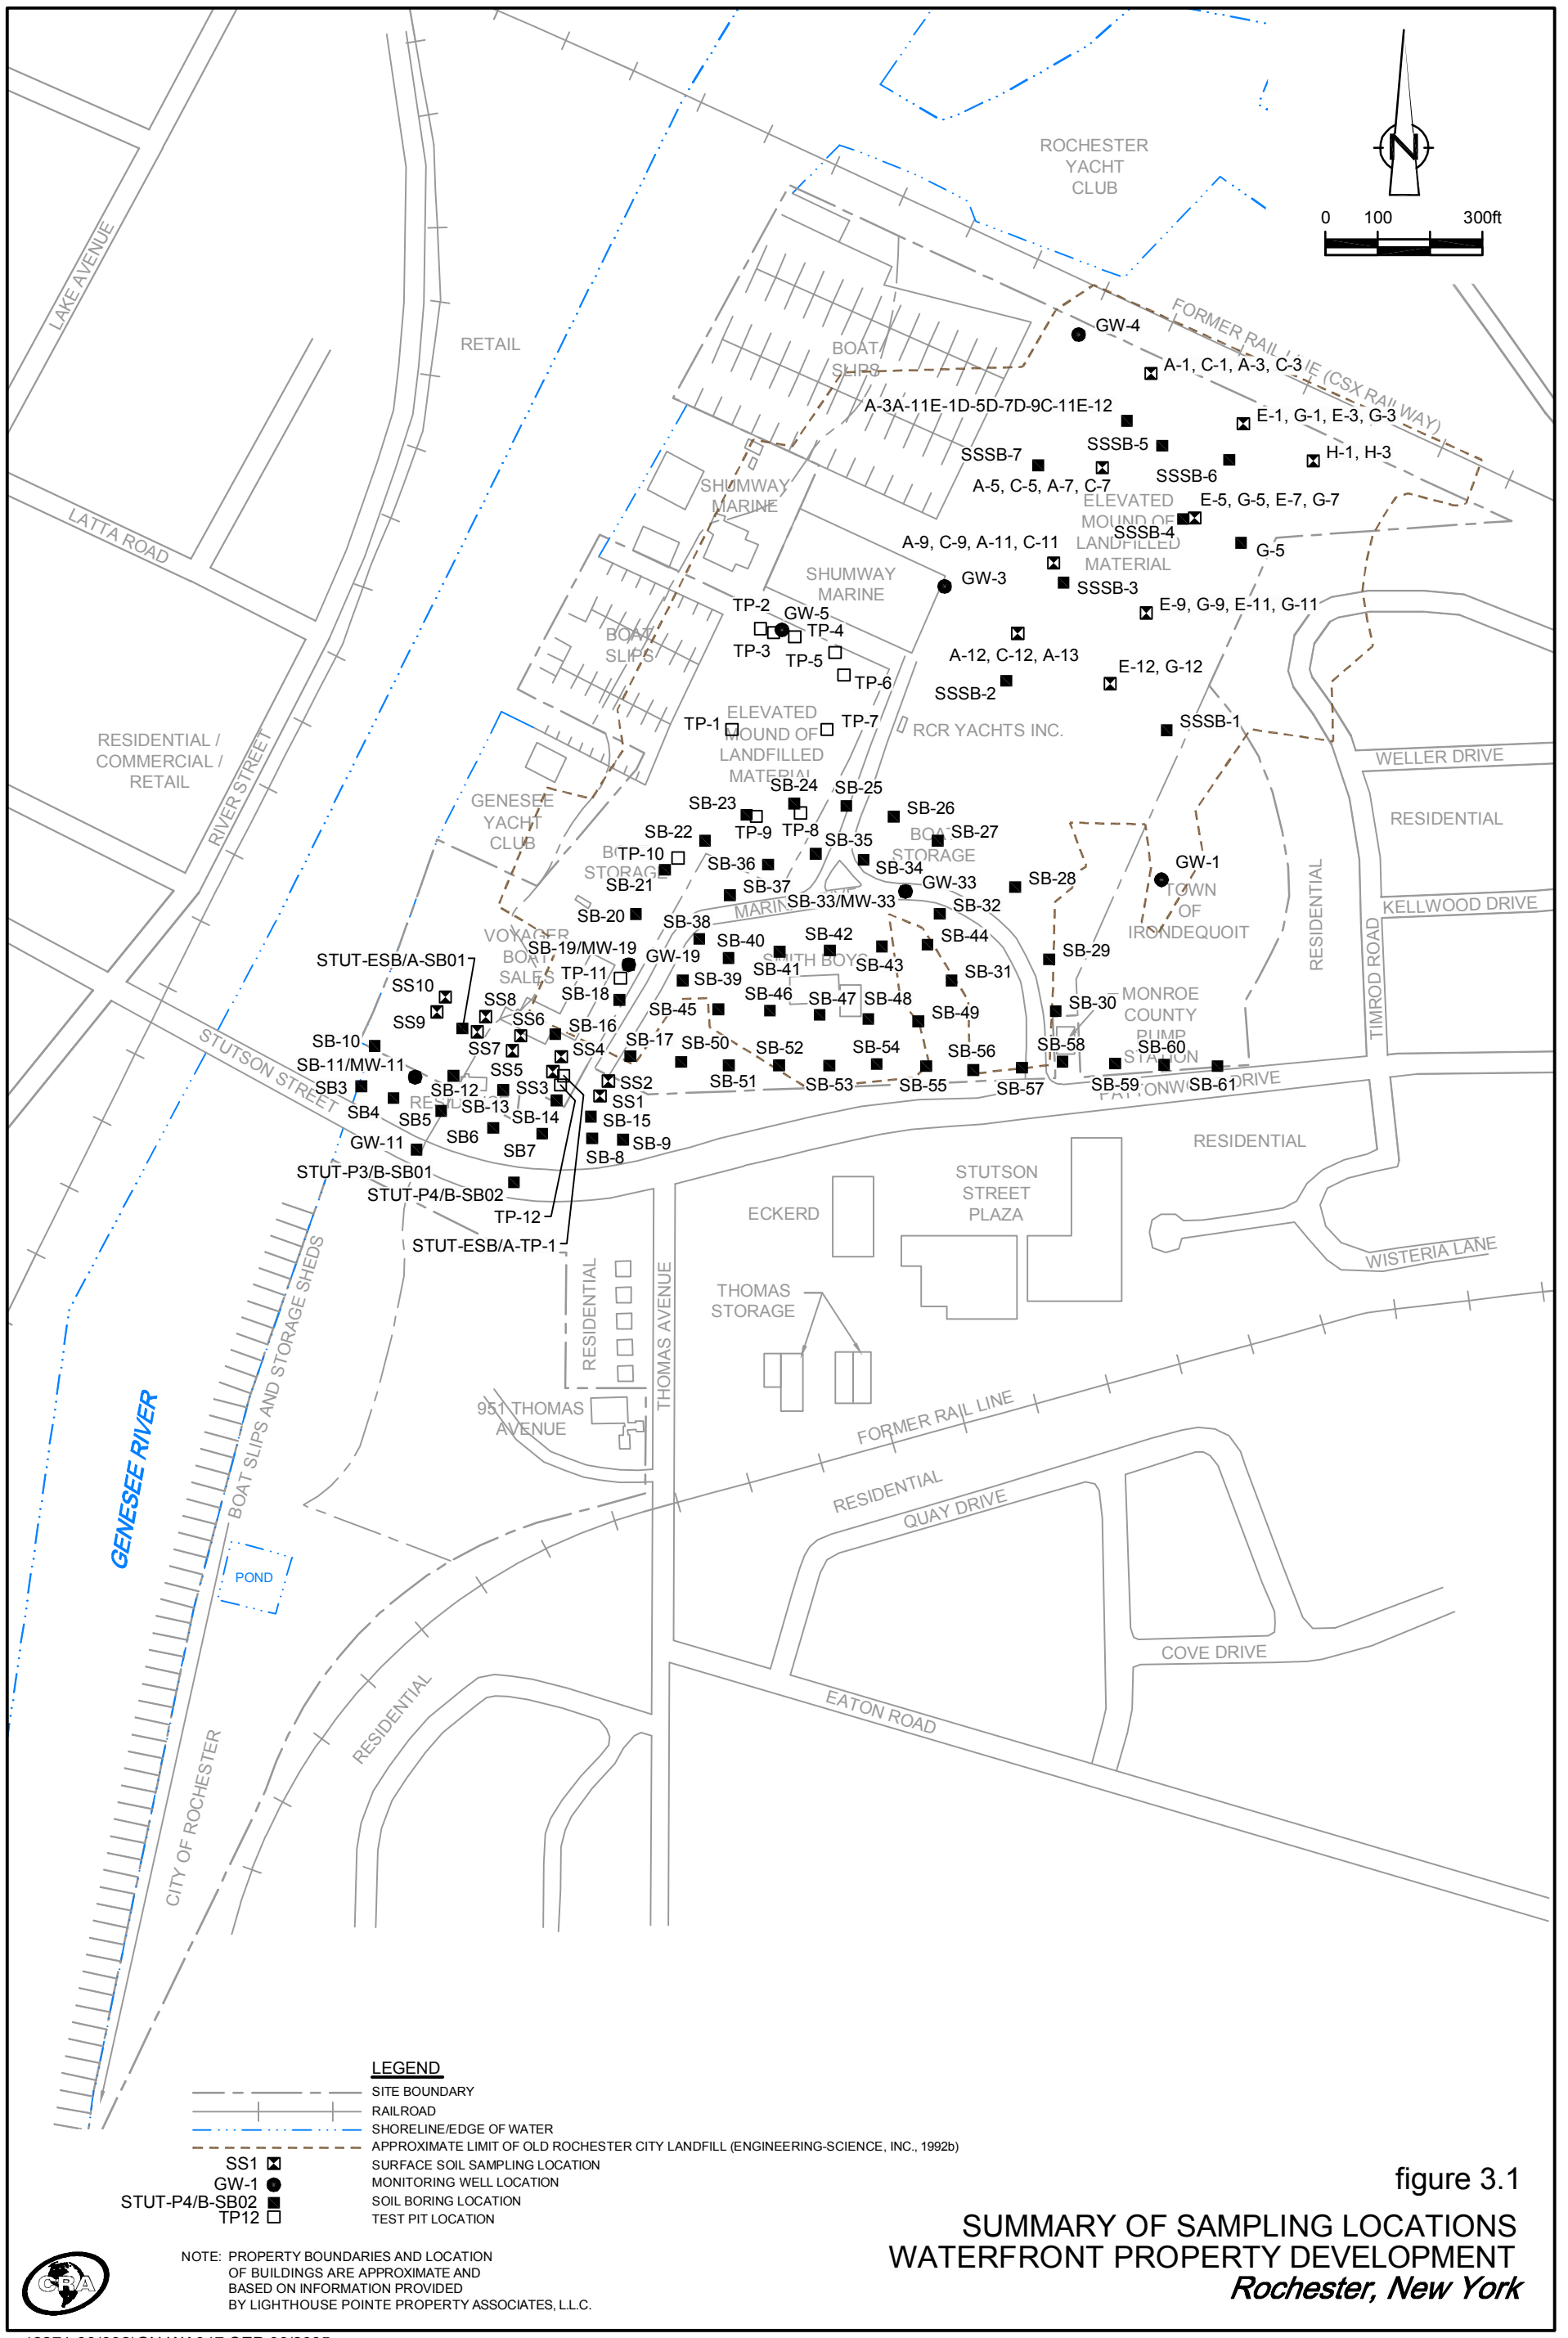 ROCHESTER
YACHT
CLUB
N
0 100 300ft
LAKE AVENUE
RETAIL
FORMER RAIL LINE (CSX RAILWAY)
GW-4
BOAT
SLIPS
A-1, C-1, A-3, C-3
A-3A-11E-1D-5D-7D-9C-11E-12
E-1, G-1, E-3, G-3
SSSB-5
SSSB-7
SSSB-6
H-1, H-3
A-5, C-5, A-7, C-7
SHUMWAY
MARINE
ELEVATED
MOUND OF
LANDFILLED
MATERIAL
E-5, G-5, E-7, G-7
SSSB-4
LATTA ROAD
A-9, C-9, A-11, C-11
G-5
SHUMWAY
MARINE
GW-3
SSSB-3
TP-2
GW-5
E-9, G-9, E-11, G-11
BOAT
SLIPS
TP-4
TP-3
TP-5
A-12, C-12, A-13
E-12, G-12
TP-6
SSSB-2
ELEVATED
MOUND OF
LANDFILLED
MATERIAL
TP-1
TP-7
RCR YACHTS INC.
SSSB-1
RESIDENTIAL /
COMMERCIAL /
RETAIL
WELLER DRIVE
RIVER STREET
GENESEE
YACHT
CLUB
SB-24
SB-25
SB-23
SB-26
RESIDENTIAL
TP-9
TP-8
SB-22
SB-27
BOAT
STORAGE
TP-10
BOAT
STORAGE
SB-35
SB-36
SB-34
GW-1
SB-21
SB-37
GW-33
SB-28
TOWN
OF
IRONDEQUOIT
RESIDENTIAL
SB-33/MW-33
KELLWOOD DRIVE
SB-20
SB-38
SB-32
VOYAGER
BOAT
SALES
SB-19/MW-19
GW-19
SB-40
SB-42
SB-44
SB-29
TIMROD ROAD
STUT-ESB/A-SB01
TP-11
SB-41
SMITH BOYS
SB-43
SS10
SB-18
SB-39
SB-31
SS9
SS8
SS6
SB-45
SB-46
SB-47
SB-48
SB-49
SB-30
MONROE
COUNTY
PUMP
STATION
STUTSON STREET
SB-10
SS7
SB-16
SB-17
SB-11/MW-11
SS5
SS4
SB-50
SB-52
SB-54
SB-56
SB-58
SB-60
SB3
SB-12
SS3
SS2
SB-51
SB-53
SB-55
SB-57
SB-59
SB-61
PATTONWOOD DRIVE
SB4
SB5
SB-13
SS1
SB-14
SB-15
SB6
SB7
SB-8
SB-9
GW-11
RESIDENTIAL
STUT-P3/B-SB01
STUT-P4/B-SB02
TP-12
STUT-ESB/A-TP-1
ECKERD
STUTSON
STREET
PLAZA
WISTERIA LANE
BOAT SLIPS AND STORAGE SHEDS
RESIDENTIAL
THOMAS AVENUE
THOMAS
STORAGE
951 THOMAS
AVENUE
FORMER RAIL LINE
GENESEE RIVER
RESIDENTIAL
QUAY DRIVE
POND
COVE DRIVE
EATON ROAD
RESIDENTIAL
CITY OF ROCHESTER
LEGEND
SITE BOUNDARY
RAILROAD
SHORELINE/EDGE OF WATER
APPROXIMATE LIMIT OF OLD ROCHESTER CITY LANDFILL (ENGINEERING-SCIENCE, INC., 1992b)
SS1 SURFACE SOIL SAMPLING LOCATION
GW-1 MONITORING WELL LOCATION
STUT-P4/B-SB02 SOIL BORING LOCATION
TP12 TEST PIT LOCATION
NOTE: PROPERTY BOUNDARIES AND LOCATION
OF BUILDINGS ARE APPROXIMATE AND
BASED ON INFORMATION PROVIDED
BY LIGHTHOUSE POINTE PROPERTY ASSOCIATES, L.L.C.
CRA
figure 3.1
SUMMARY OF SAMPLING LOCATIONS
WATERFRONT PROPERTY DEVELOPMENT
Rochester, New York